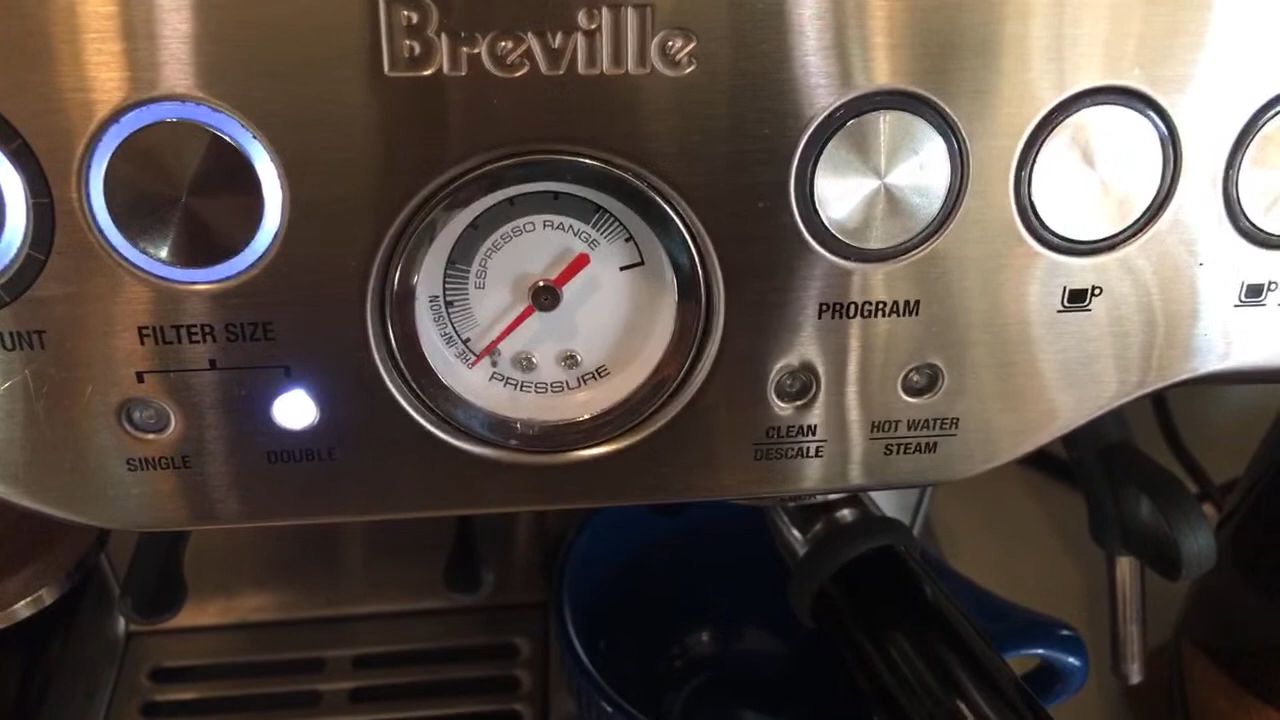 Breville
UNT
FILTER SIZE
SINGLE
DOUBLE
ESPRESSO RANGE
PRE-INFUSION
PRESSURE
PROGRAM
CLEAN
DESCALE
HOT WATER
STEAM